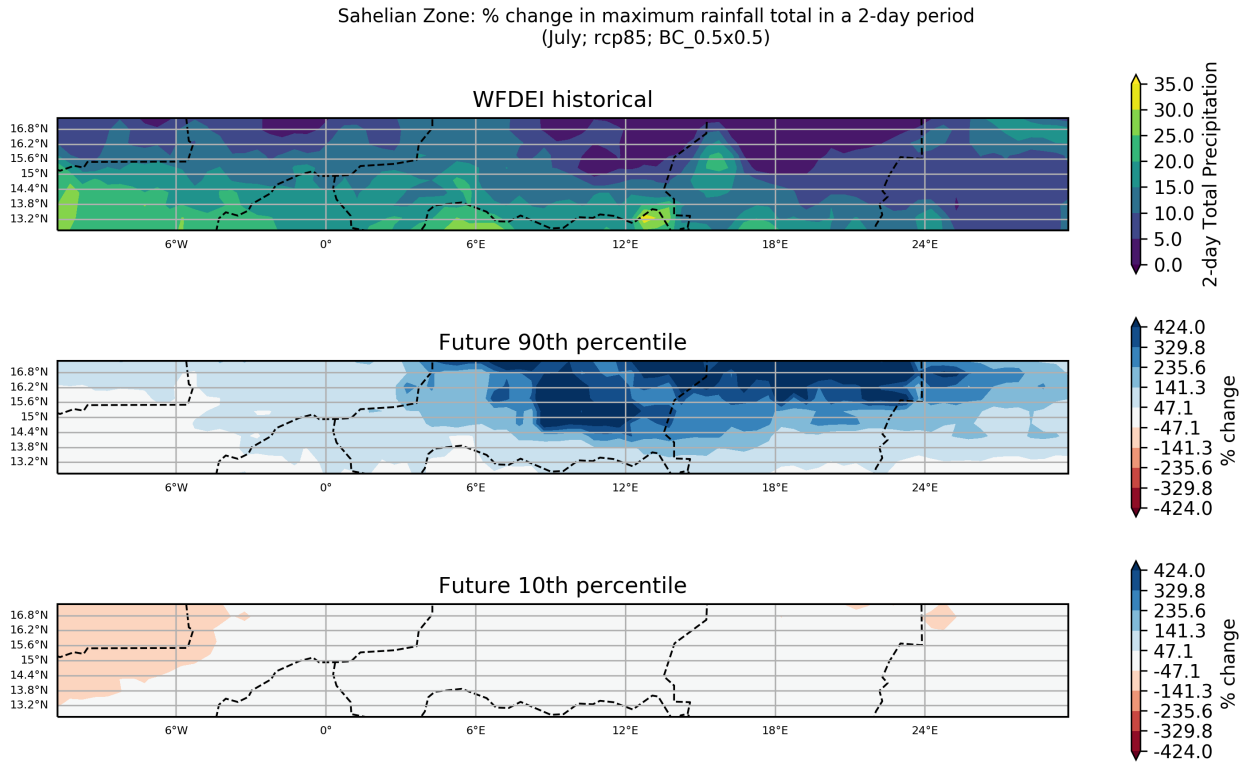 Sahelian Zone: % change in maximum rainfall total in a 2-day period
(July; rcp85; BC_0.5x0.5)
WFDEI historical
16.8°N
16.2°N
15.6°N
15°N
14.4°N
13.8°N
13.2°N
6°W
0°
6°E
12°E
18°E
24°E
35.0
30.0
25.0
20.0
15.0
10.0
5.0
0.0
2-day Total Precipitation
Future 90th percentile
16.8°N
16.2°N
15.6°N
15°N
14.4°N
13.8°N
13.2°N
6°W
0°
6°E
12°E
18°E
24°E
424.0
329.8
235.6
141.3
47.1
-47.1
-141.3
-235.6
-329.8
-424.0
% change
Future 10th percentile
16.8°N
16.2°N
15.6°N
15°N
14.4°N
13.8°N
13.2°N
6°W
0°
6°E
12°E
18°E
24°E
424.0
329.8
235.6
141.3
47.1
-47.1
-141.3
-235.6
-329.8
-424.0
% change